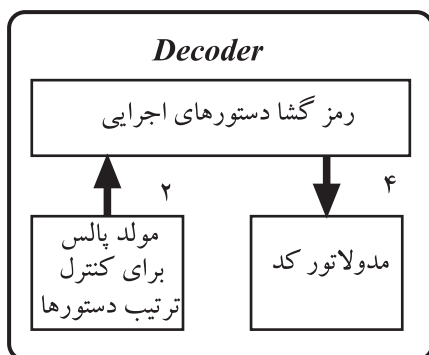 Decoder
رمز گشا دستورهای اجرایی
۲
۴
مولد پالس
برای کنترل
ترتیب دستورها
مدولاتور کد